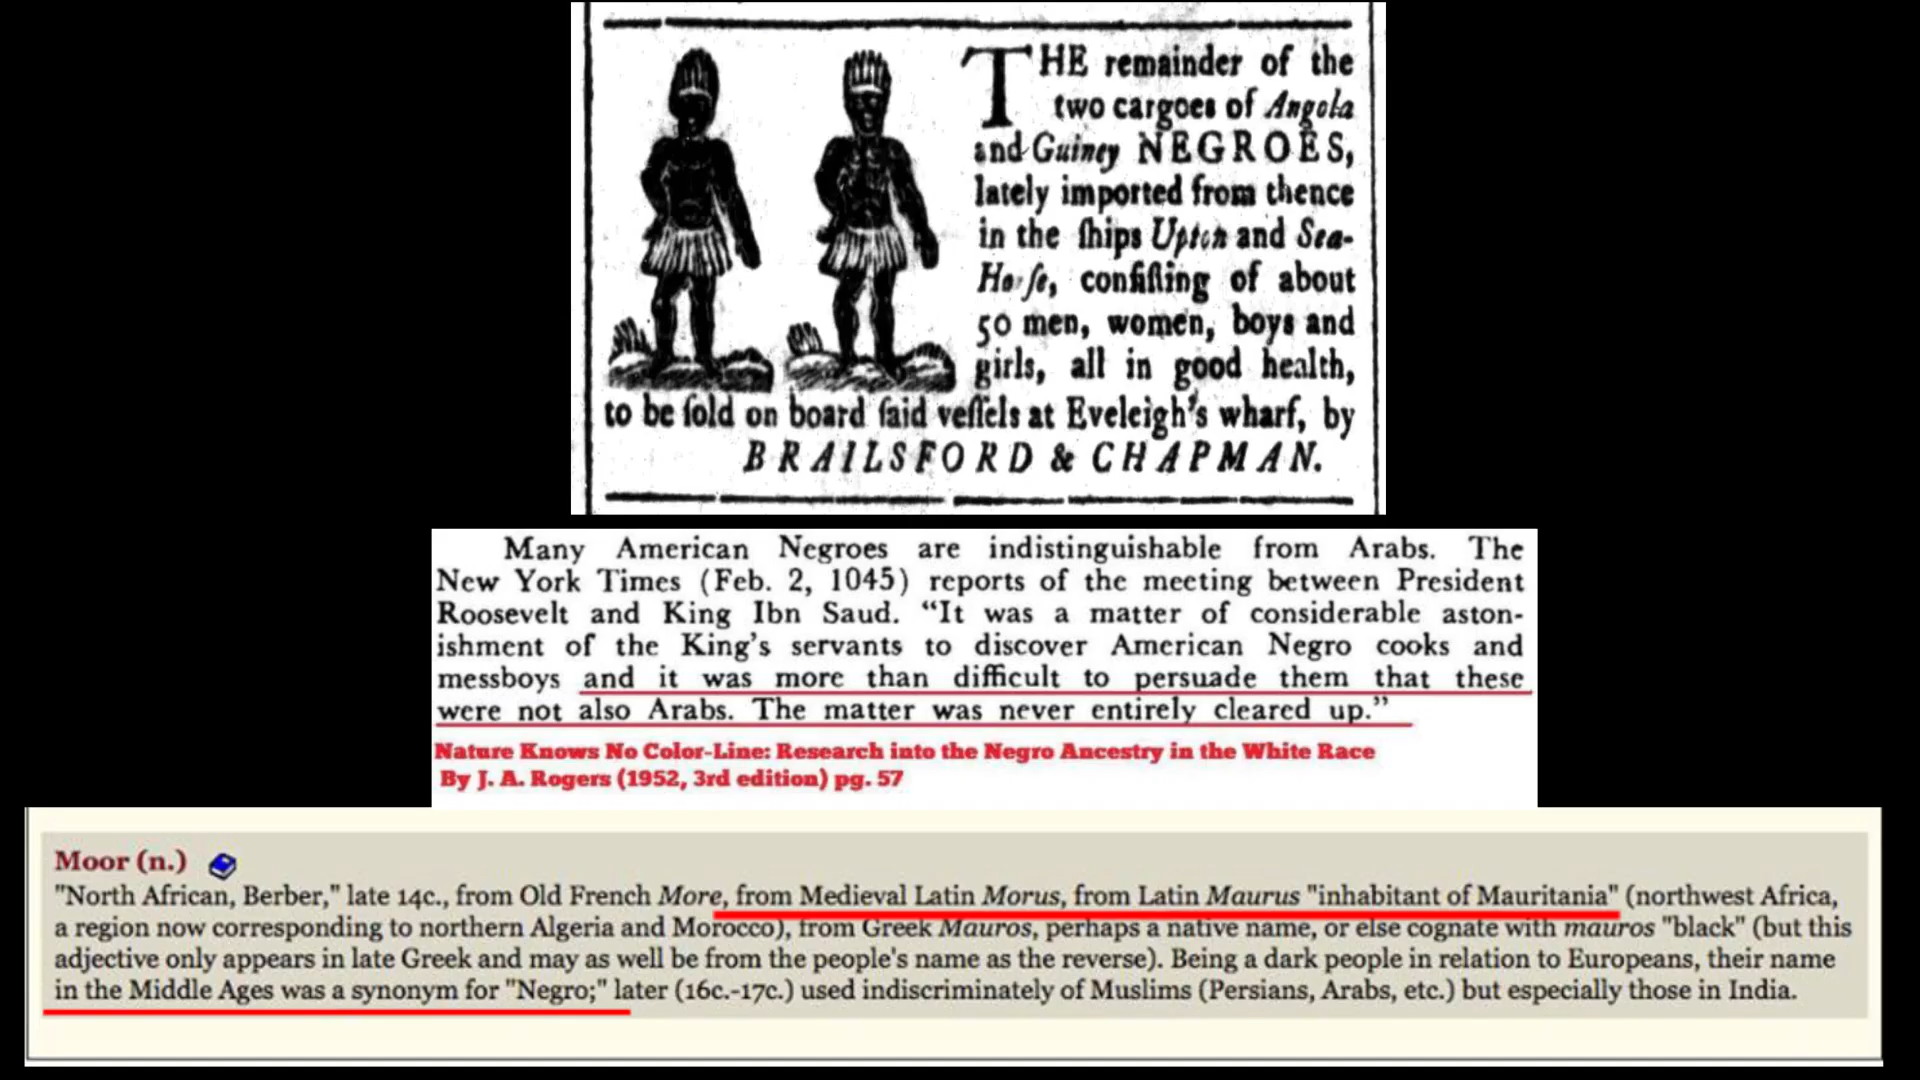 THE remainder of the
two cargoes of Angola
and Guiney NEGROES,
lately imported from thence
in the ſhips Upton and Sea-
Horſe, conſiſting of about
50 men, women, boys and
girls, all in good health,
to be ſold on board ſaid veſſels at Eveleigh's wharf, by
BRAILSFORD & CHAPMAN.
Many American Negroes are indistinguishable from Arabs. The
New York Times (Feb. 2, 1045) reports of the meeting between President
Roosevelt and King Ibn Saud. "It was a matter of considerable aston-
ishment of the King's servants to discover American Negro cooks and
messboys and it was more than difficult to persuade them that these
were not also Arabs. The matter was never entirely cleared up."
Nature Knows No Color-Line: Research into the Negro Ancestry in the White Race
By J. A. Rogers (1952, 3rd edition) pg. 57
Moor (n.)
"North African, Berber," late 14c., from Old French More, from Medieval Latin Morus, from Latin Maurus "inhabitant of Mauritania" (northwest Africa,
a region now corresponding to northern Algeria and Morocco), from Greek Mauros, perhaps a native name, or else cognate with mauros "black" (but this
adjective only appears in late Greek and may as well be from the people's name as the reverse). Being a dark people in relation to Europeans, their name
in the Middle Ages was a synonym for "Negro;" later (16c.-17c.) used indiscriminately of Muslims (Persians, Arabs, etc.) but especially those in India.